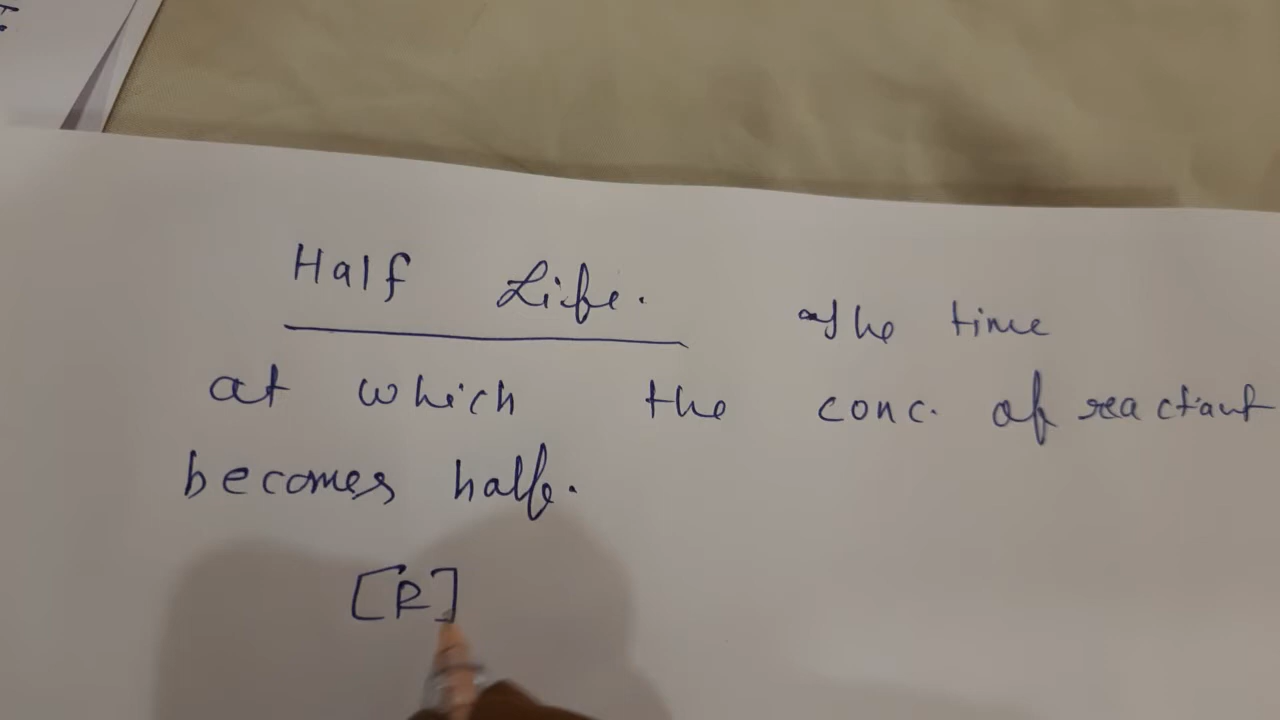 Half Life. The time
at which the conc. of reactant
becomes half.
[R]